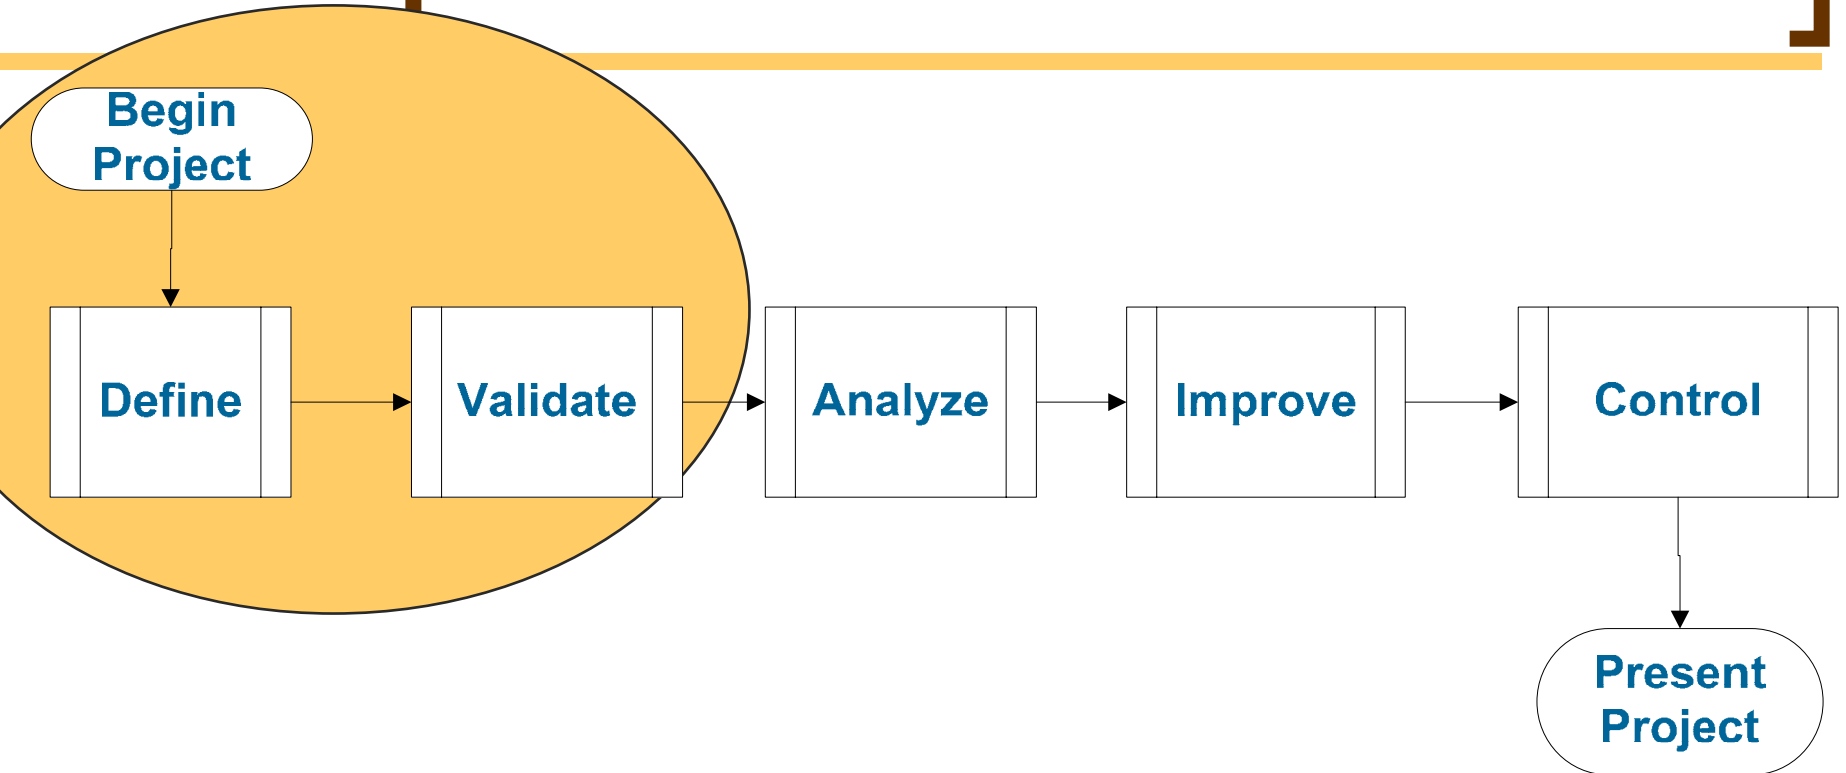 Begin
Project
Define
Validate
Analyze
Improve
Control
Present
Project